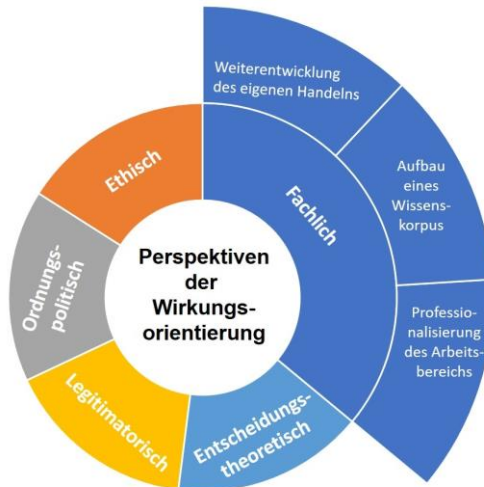 Perspektiven
der
Wirkungs-
orientierung
Fachlich
Weiterentwicklung
des eigenen Handelns
Aufbau
eines
Wissens-
korpus
Professio-
nalisierung
des Arbeits-
bereichs
Entscheidungs-
theoretisch
Legitimatorisch
Ordnungs-
politisch
Ethisch